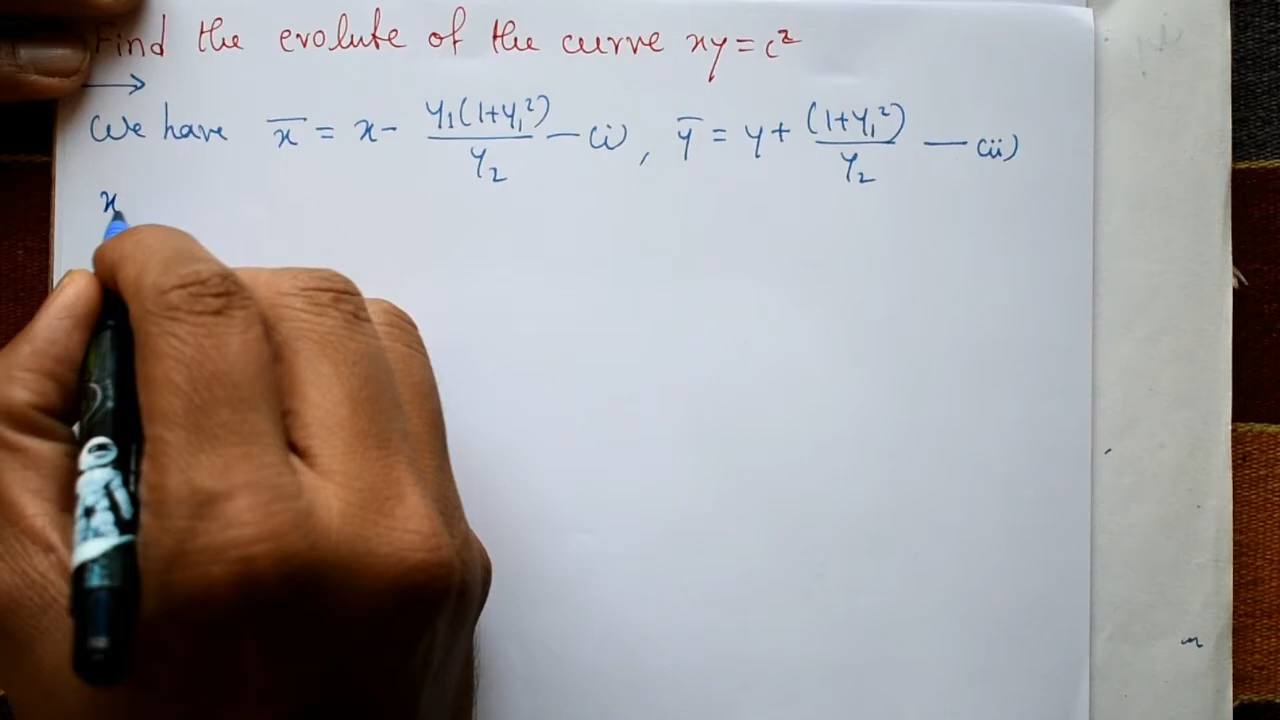 Find the evolute of the curve xy = c²
We have x̅ = x - y₁(1+y₁²)/y₂ — (i), y̅ = y + (1+y₁²)/y₂ — (ii)
x